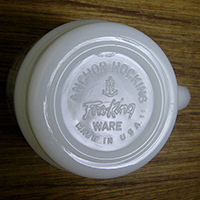 ANCHOR HOCKING
Fire-King
WARE
MADE IN U.S.A.